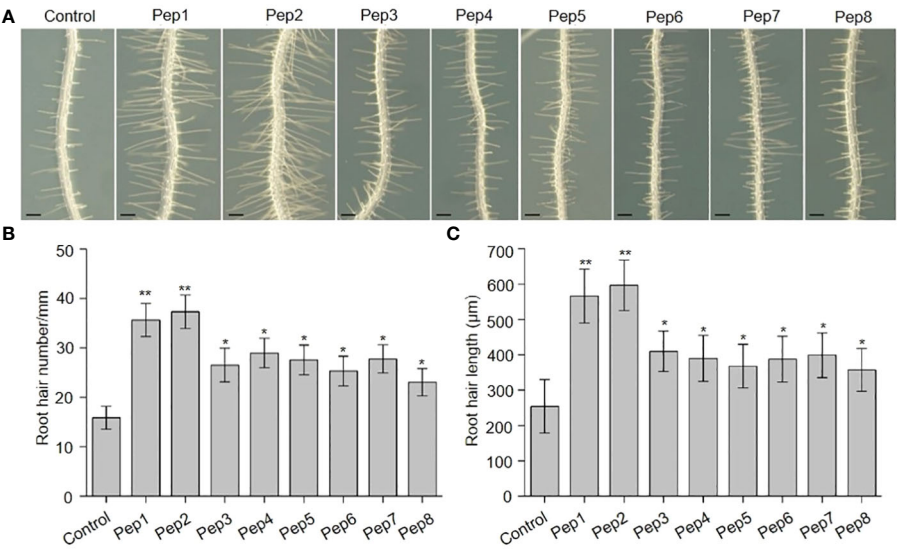 A
Control Pep1 Pep2 Pep3 Pep4 Pep5 Pep6 Pep7 Pep8
B
Root hair number/mm
50
40
30
20
10
0
** ** * * * * * *
Control Pep1 Pep2 Pep3 Pep4 Pep5 Pep6 Pep7 Pep8
C
Root hair length (μm)
700
600
500
400
300
200
100
0
** ** * * * * * *
Control Pep1 Pep2 Pep3 Pep4 Pep5 Pep6 Pep7 Pep8